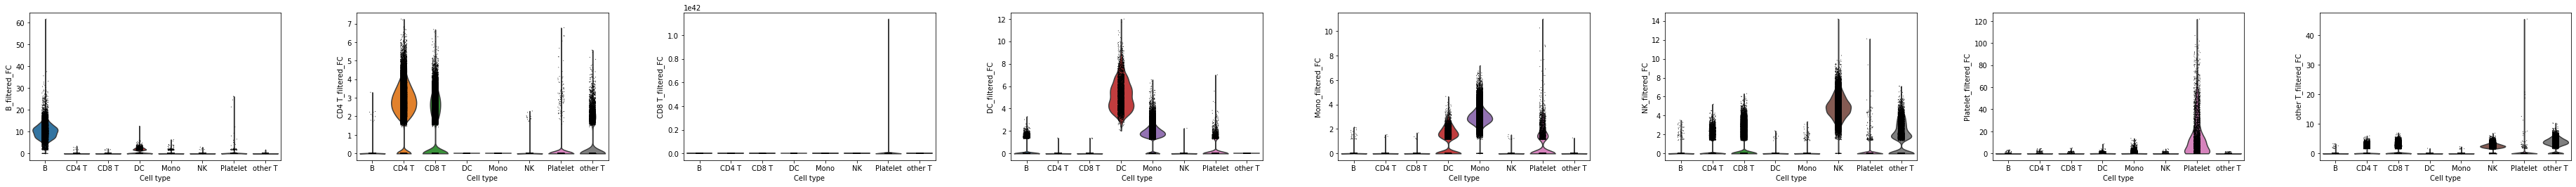 B_filtered_FC
60
50
40
30
20
10
0
B CD4 T CD8 T DC Mono NK Platelet other T
Cell type
CD4 T_filtered_FC
7
6
5
4
3
2
1
0
B CD4 T CD8 T DC Mono NK Platelet other T
Cell type
1e42
CD8 T_filtered_FC
1.0
0.8
0.6
0.4
0.2
0.0
B CD4 T CD8 T DC Mono NK Platelet other T
Cell type
DC_filtered_FC
12
10
8
6
4
2
0
B CD4 T CD8 T DC Mono NK Platelet other T
Cell type
Mono_filtered_FC
10
8
6
4
2
0
B CD4 T CD8 T DC Mono NK Platelet other T
Cell type
NK_filtered_FC
14
12
10
8
6
4
2
0
B CD4 T CD8 T DC Mono NK Platelet other T
Cell type
Platelet_filtered_FC
120
100
80
60
40
20
0
B CD4 T CD8 T DC Mono NK Platelet other T
Cell type
other T_filtered_FC
40
30
20
10
0
B CD4 T CD8 T DC Mono NK Platelet other T
Cell type